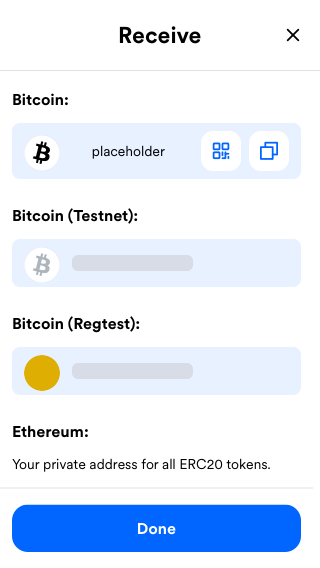 Receive
Bitcoin:
placeholder
Bitcoin (Testnet):
Bitcoin (Regtest):
Ethereum:
Your private address for all ERC20 tokens.
Done